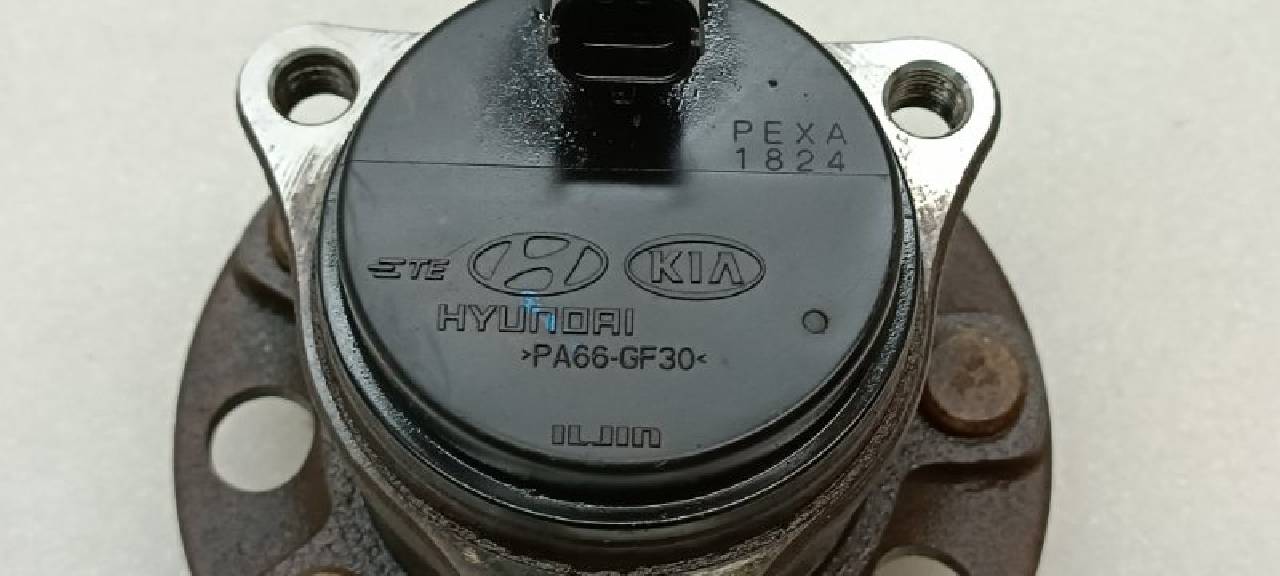 PEXA
1824
TE
KIA
HYUNDAI
>PA66-GF30<
ILJIN